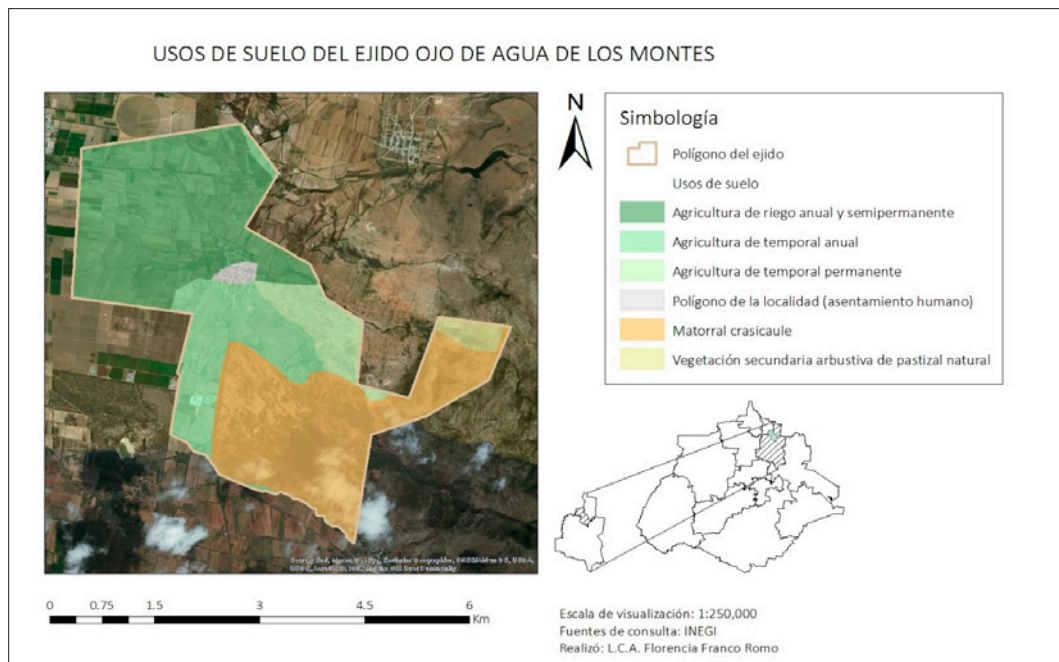 USOS DE SUELO DEL EJIDO OJO DE AGUA DE LOS MONTES
N
Simbología
Polígono del ejido
Usos de suelo
Agricultura de riego anual y semipermanente
Agricultura de temporal anual
Agricultura de temporal permanente
Polígono de la localidad (asentamiento humano)
Matorral crasicaule
Vegetación secundaria arbustiva de pastizal natural
0 0.75 1.5 3 4.5 6
Km
Escala de visualización: 1:250,000
Fuentes de consulta: INEGI
Realizó: L.C.A. Florencia Franco Romo